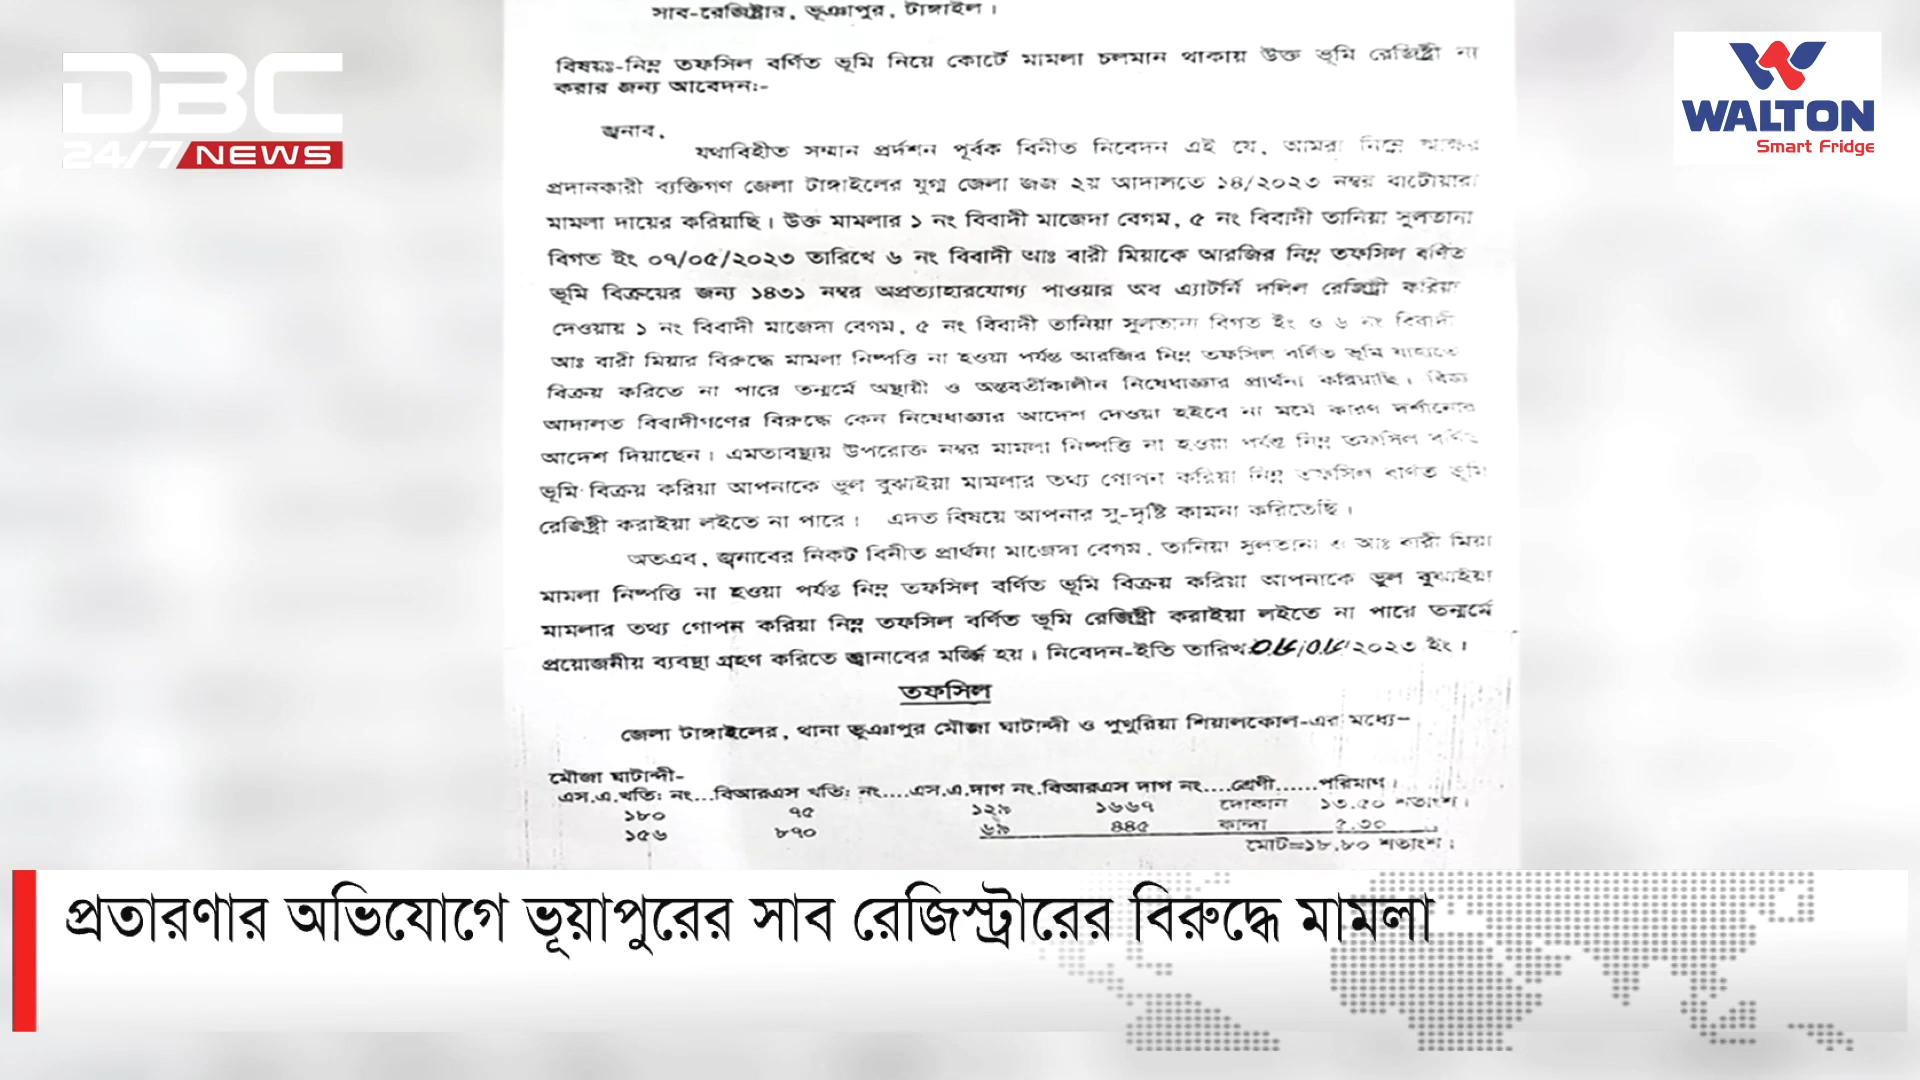 সাব-রেজিষ্ট্রার, ভূঞাপুর, টাঙ্গাইল।
বিষয়ঃ-নিম্ন তফসিল বর্ণিত ভূমি নিয়ে কোর্টে মামলা চলমান থাকায় উক্ত ভূমি রেজিষ্ট্রী না
করার জন্য আবেদন:-
জনাব,
যথাবিহীত সম্মান প্রর্দশন পূর্বক বিনীত নিবেদন এই যে, আমরা নিম্নে
প্রদানকারী ব্যক্তিগণ জেলা টাঙ্গাইলের যুগ্ম জেলা জজ ২য় আদালতে ১৪/২০২৩ নম্বর বাটোয়ারা
মামলা দায়ের করিয়াছি। উক্ত মামলার ১ নং বিবাদী মাজেদা বেগম, ৫ নং বিবাদী তানিয়া সুলতানা
বিগত ইং ০৭/০৫/২০২৩ তারিখে ৬ নং বিবাদী আঃ বারী মিয়াকে আরজির নিম্ন তফসিল বর্ণিত
ভূমি বিক্রয়ের জন্য ১৪৩১ নম্বর অপ্রত্যাহারযোগ্য পাওয়ার অব এ্যাটর্নি দলিল রেজিষ্ট্রী করিয়া
দেওয়ায় ১ নং বিবাদী মাজেদা বেগম, ৫ নং বিবাদী তানিয়া সুলতানা বিগত ইং ও ৬ নং বিবাদী
আঃ বারী মিয়ার বিরুদ্ধে মামলা নিষ্পত্তি না হওয়া পর্যন্ত আরজির নিম্ন তফসিল বর্ণিত ভূমি যাহাতে
বিক্রয় করিতে না পারে তন্মর্মে অস্থায়ী ও অন্তবর্তীকালীন নিষেধাজ্ঞার প্রার্থনা করিয়াছি।
আদালত বিবাদীগণের বিরুদ্ধে কেন নিষেধাজ্ঞার আদেশ দেওয়া হইবে না মর্মে কারণ দর্শানোর
আদেশ দিয়াছেন। এমতাবস্থায় উপরোক্ত নম্বর মামলা নিষ্পত্তি না হওয়া পর্যন্ত নিম্ন তফসিল বর্ণিত
ভূমি বিক্রয় করিয়া আপনাকে ভুল বুঝাইয়া মামলার তথ্য গোপন করিয়া নিম্ন তফসিল বর্ণিত ভূমি
রেজিষ্ট্রী করাইয়া লইতে না পারে। এদত বিষয়ে আপনার সু-দৃষ্টি কামনা করিতেছি।
অতএব, জনাবের নিকট বিনীত প্রার্থনা মাজেদা বেগম, তানিয়া সুলতানা ও আঃ বারী মিয়া
মামলা নিষ্পত্তি না হওয়া পর্যন্ত নিম্ন তফসিল বর্ণিত ভূমি বিক্রয় করিয়া আপনাকে ভুল বুঝাইয়া
মামলার তথ্য গোপন করিয়া নিম্ন তফসিল বর্ণিত ভূমি রেজিষ্ট্রী করাইয়া লইতে না পারে তন্মর্মে
প্রয়োজনীয় ব্যবস্থা গ্রহণ করিতে জ্বানাবের মর্জ্জি হয়। নিবেদন-ইতি তারিখঃ ২০২৩ ইং।
তফসিল
জেলা টাঙ্গাইলের, থানা ভূঞাপুর মৌজা ঘাটান্দী ও পুখুরিয়া শিয়ালকোল-এর মধ্যে-
মৌজা ঘাটান্দী-
এস.এ.খতি: নং...বিআরএস খতি: নং....এস.এ.দাগ নং.বিআরএস দাগ নং....শ্রেণী......পরিমাণ।
১৮০ ৭৫ ১২৯ ১৬৬৭ দোকান ১৩.৫০ শতাংশ।
১৫৬ ৮৭০ ৬৯ ৪৪৫ কান্দা ৫.৩০ ,,
মোট=১৮.৮০ শতাংশ।
DBC
24/7 NEWS
WALTON
Smart Fridge
প্রতারণার অভিযোগে ভূয়াপুরের সাব রেজিস্ট্রারের বিরুদ্ধে মামলা